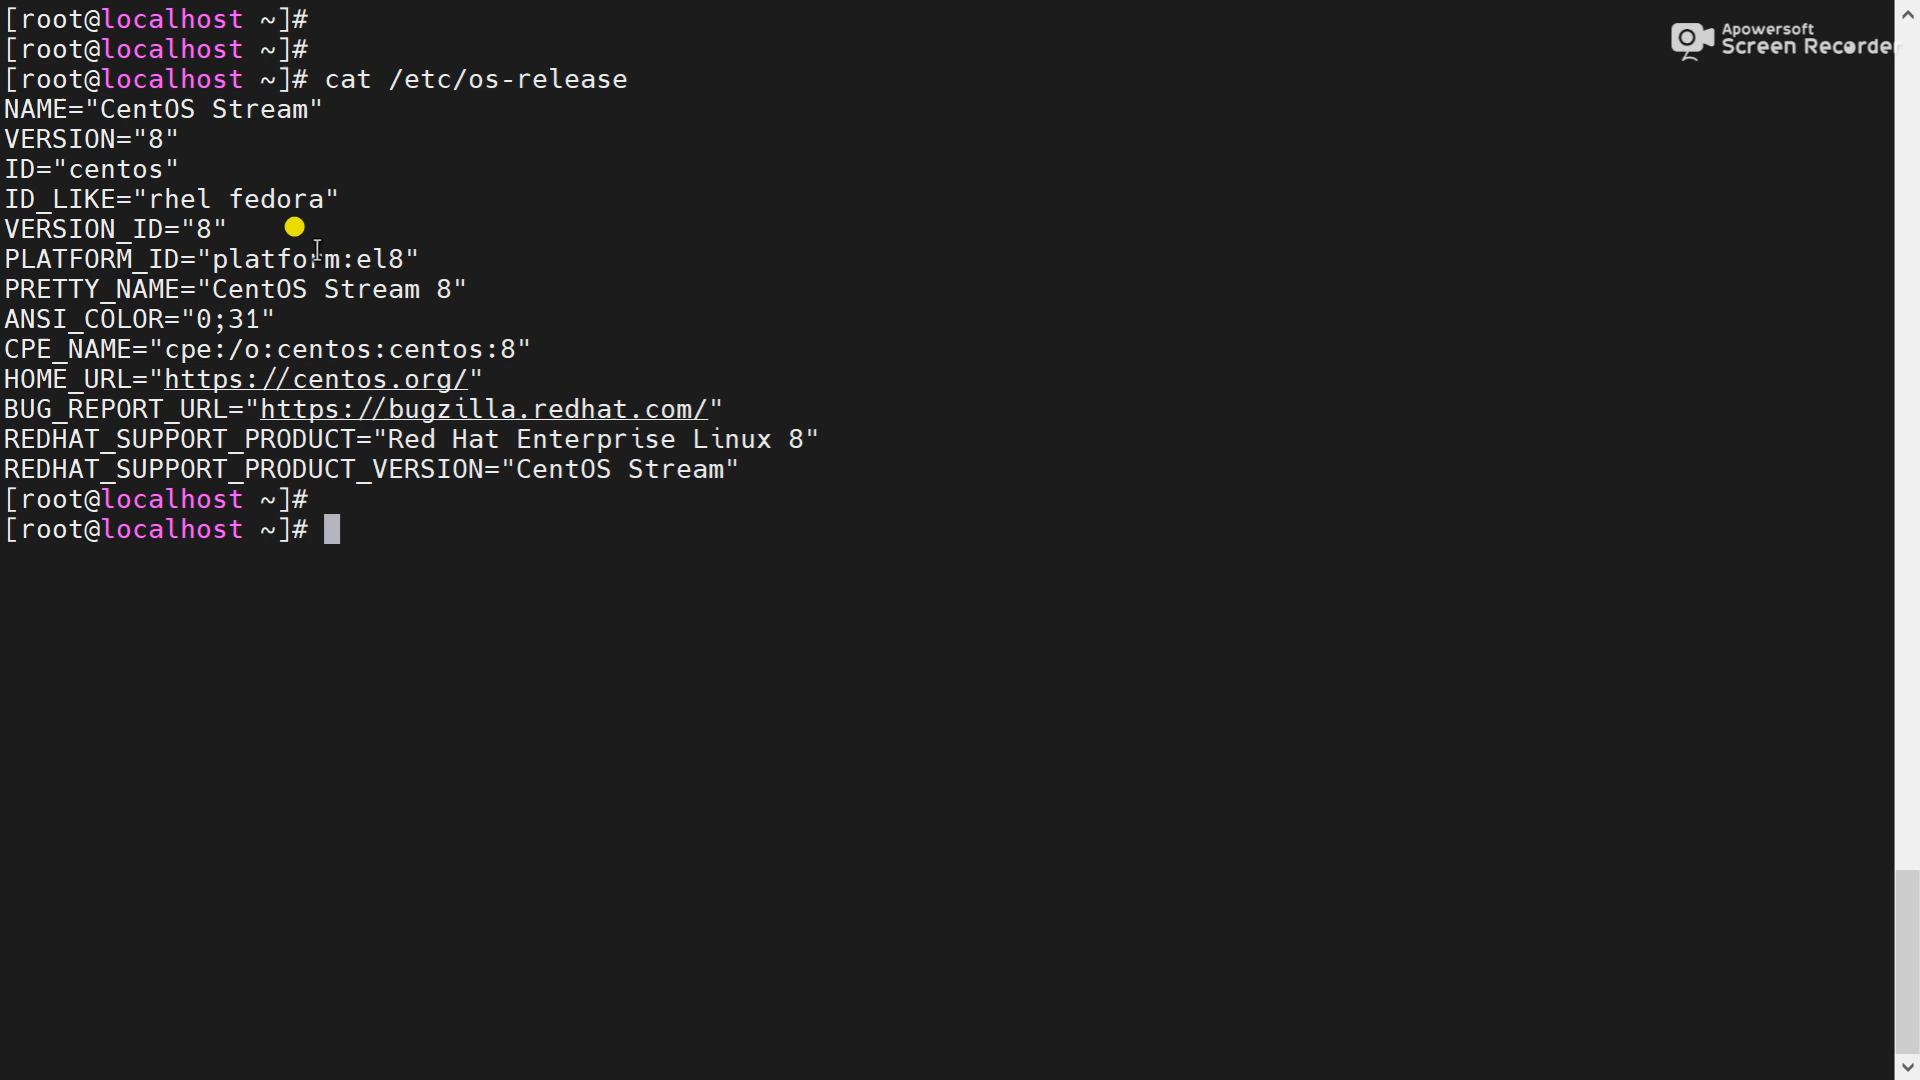 [root@localhost ~]#
[root@localhost ~]#
[root@localhost ~]# cat /etc/os-release
NAME="CentOS Stream"
VERSION="8"
ID="centos"
ID_LIKE="rhel fedora"
VERSION_ID="8"
PLATFORM_ID="platform:el8"
PRETTY_NAME="CentOS Stream 8"
ANSI_COLOR="0;31"
CPE_NAME="cpe:/o:centos:centos:8"
HOME_URL="https://centos.org/"
BUG_REPORT_URL="https://bugzilla.redhat.com/"
REDHAT_SUPPORT_PRODUCT="Red Hat Enterprise Linux 8"
REDHAT_SUPPORT_PRODUCT_VERSION="CentOS Stream"
[root@localhost ~]#
[root@localhost ~]#
Apowersoft
Screen Recorder